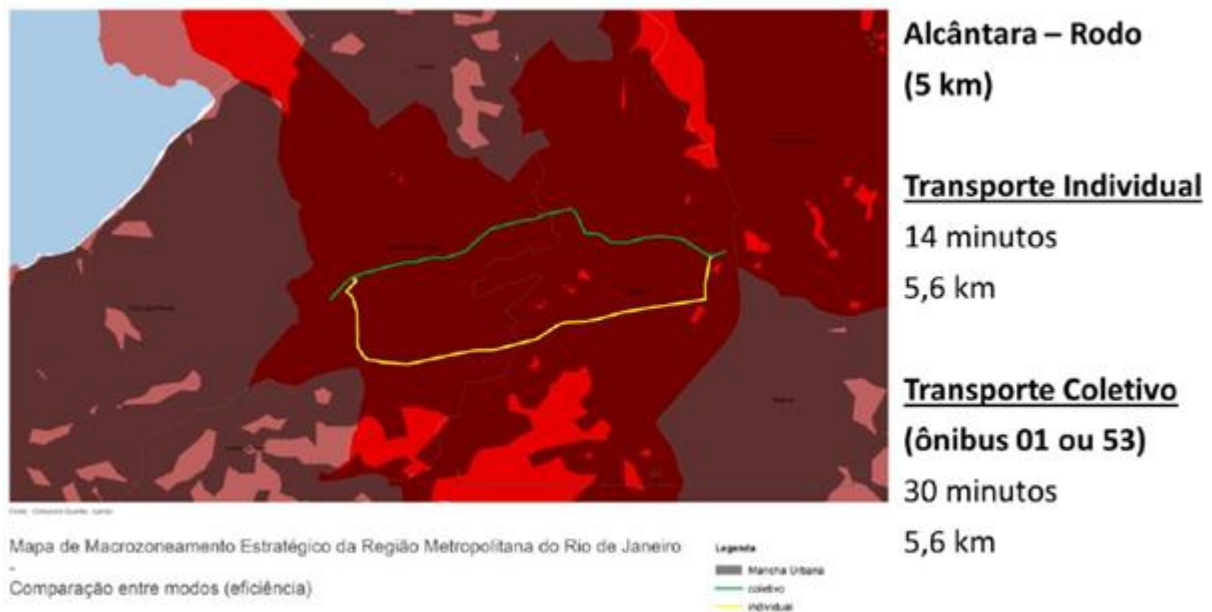 Alcântara – Rodo
(5 km)
Transporte Individual
14 minutos
5,6 km
Transporte Coletivo
(ônibus 01 ou 53)
30 minutos
5,6 km
Mapa de Macrozoneamento Estratégico da Região Metropolitana do Rio de Janeiro
-
Comparação entre modos (eficiência)
Legenda
Mancha Urbana
coletivo
individual